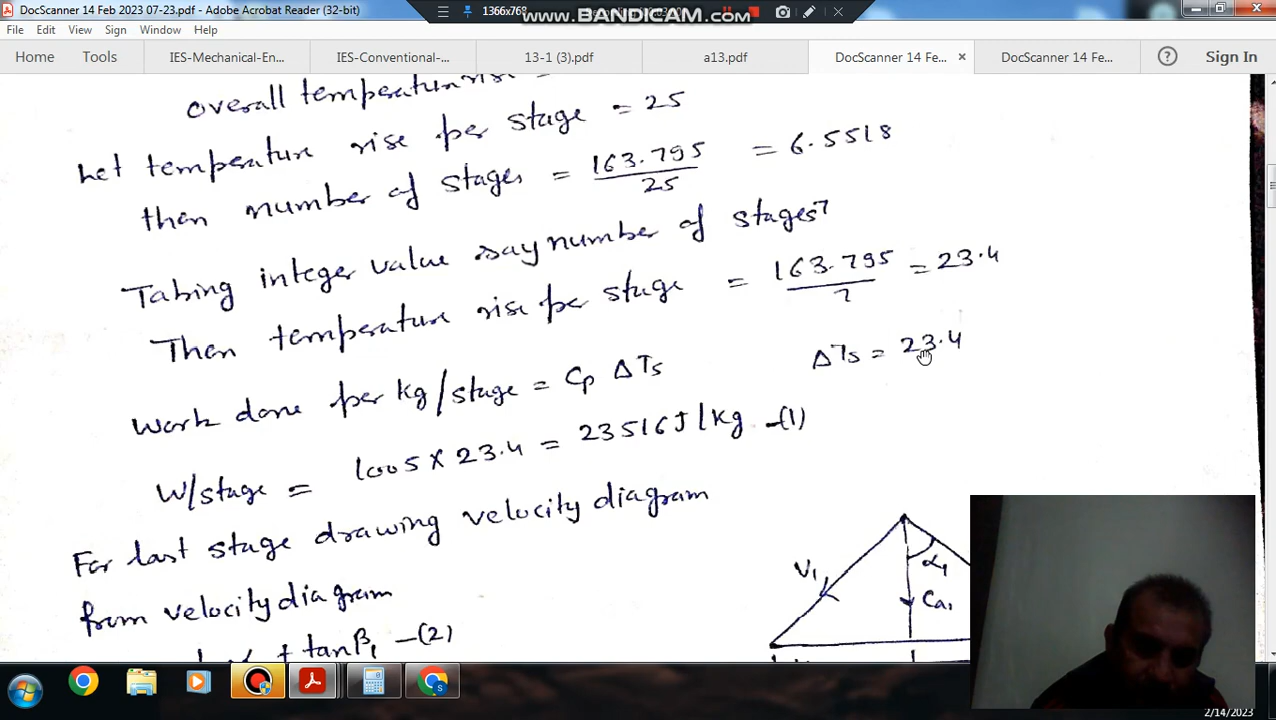 DocScanner 14 Feb 2023 07-23.pdf - Adobe Acrobat Reader (32-bit)
1366x768
www.BANDICAM.com
File Edit View Sign Window Help
Home Tools IES-Mechanical-En... IES-Conventional-... 13-1 (3).pdf a13.pdf DocScanner 14 Fe... × DocScanner 14 Fe... Sign In
overall temperature rise =
Let temperature rise per stage = 25
then number of stages = 163.795/25 = 6.5518
Taking integer value say number of stages 7
Then temperature rise per stage = 163.795/7 = 23.4
Work done per kg/stage = Cp ΔTs ΔTs = 23.4
W/stage = 1005 × 23.4 = 23516 J/kg -(1)
For last stage drawing velocity diagram
from velocity diagram
V1 α1 Ca1
+ tanβ1 -(2)
2/14/2023